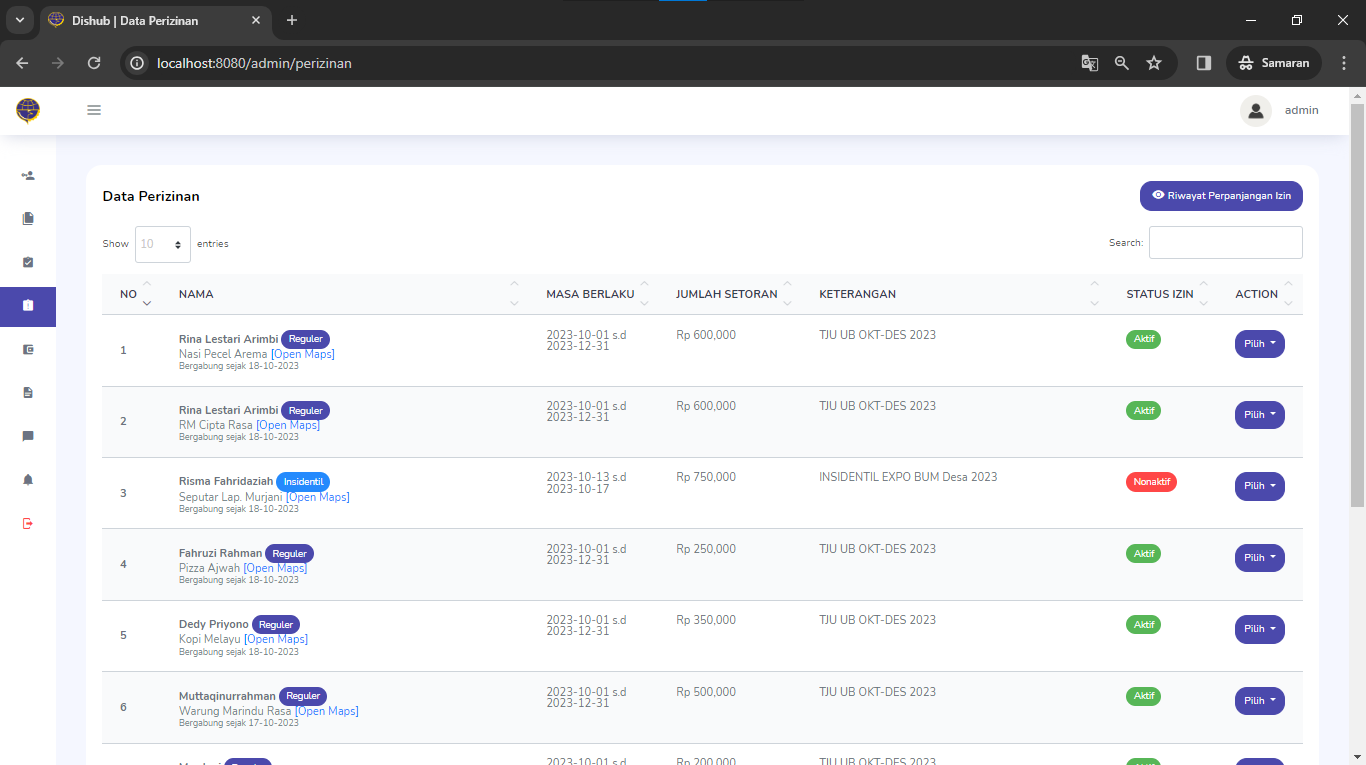 Dishub | Data Perizinan
localhost:8080/admin/perizinan
Samaran
admin
Data Perizinan
Riwayat Perpanjangan Izin
Show 10 entries
Search:
NO NAMA MASA BERLAKU JUMLAH SETORAN KETERANGAN STATUS IZIN ACTION
1
Rina Lestari Arimbi Reguler
Nasi Pecel Arema [Open Maps]
Bergabung sejak 18-10-2023
2023-10-01 s.d
2023-12-31
Rp 600,000
TJU UB OKT-DES 2023
Aktif
Pilih
2
Rina Lestari Arimbi Reguler
RM Cipta Rasa [Open Maps]
Bergabung sejak 18-10-2023
2023-10-01 s.d
2023-12-31
Rp 600,000
TJU UB OKT-DES 2023
Aktif
Pilih
3
Risma Fahridaziah Insidentil
Seputar Lap. Murjani [Open Maps]
Bergabung sejak 18-10-2023
2023-10-13 s.d
2023-10-17
Rp 750,000
INSIDENTIL EXPO BUM Desa 2023
Nonaktif
Pilih
4
Fahruzi Rahman Reguler
Pizza Ajwah [Open Maps]
Bergabung sejak 18-10-2023
2023-10-01 s.d
2023-12-31
Rp 250,000
TJU UB OKT-DES 2023
Aktif
Pilih
5
Dedy Priyono Reguler
Kopi Melayu [Open Maps]
Bergabung sejak 18-10-2023
2023-10-01 s.d
2023-12-31
Rp 350,000
TJU UB OKT-DES 2023
Aktif
Pilih
6
Muttaqinurrahman Reguler
Warung Marindu Rasa [Open Maps]
Bergabung sejak 17-10-2023
2023-10-01 s.d
2023-12-31
Rp 500,000
TJU UB OKT-DES 2023
Aktif
Pilih
2023-10-01 s.d
Rp 200,000
TJU UB OKT-DES 2023